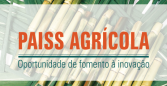 PAISS AGRÍCOLA
Oportunidade de fomento à inovação